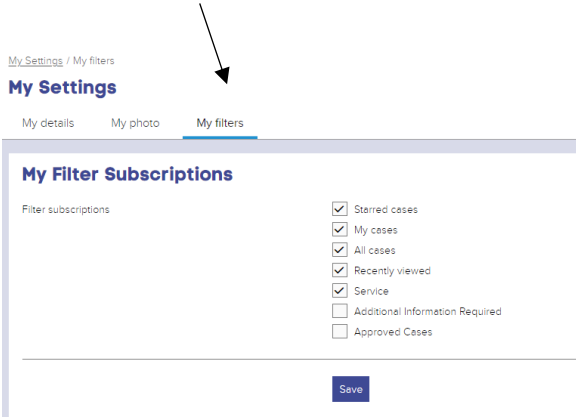 My Settings / My filters
My Settings
My details My photo My filters
My Filter Subscriptions
Filter subscriptions
Starred cases
My cases
All cases
Recently viewed
Service
Additional Information Required
Approved Cases
Save